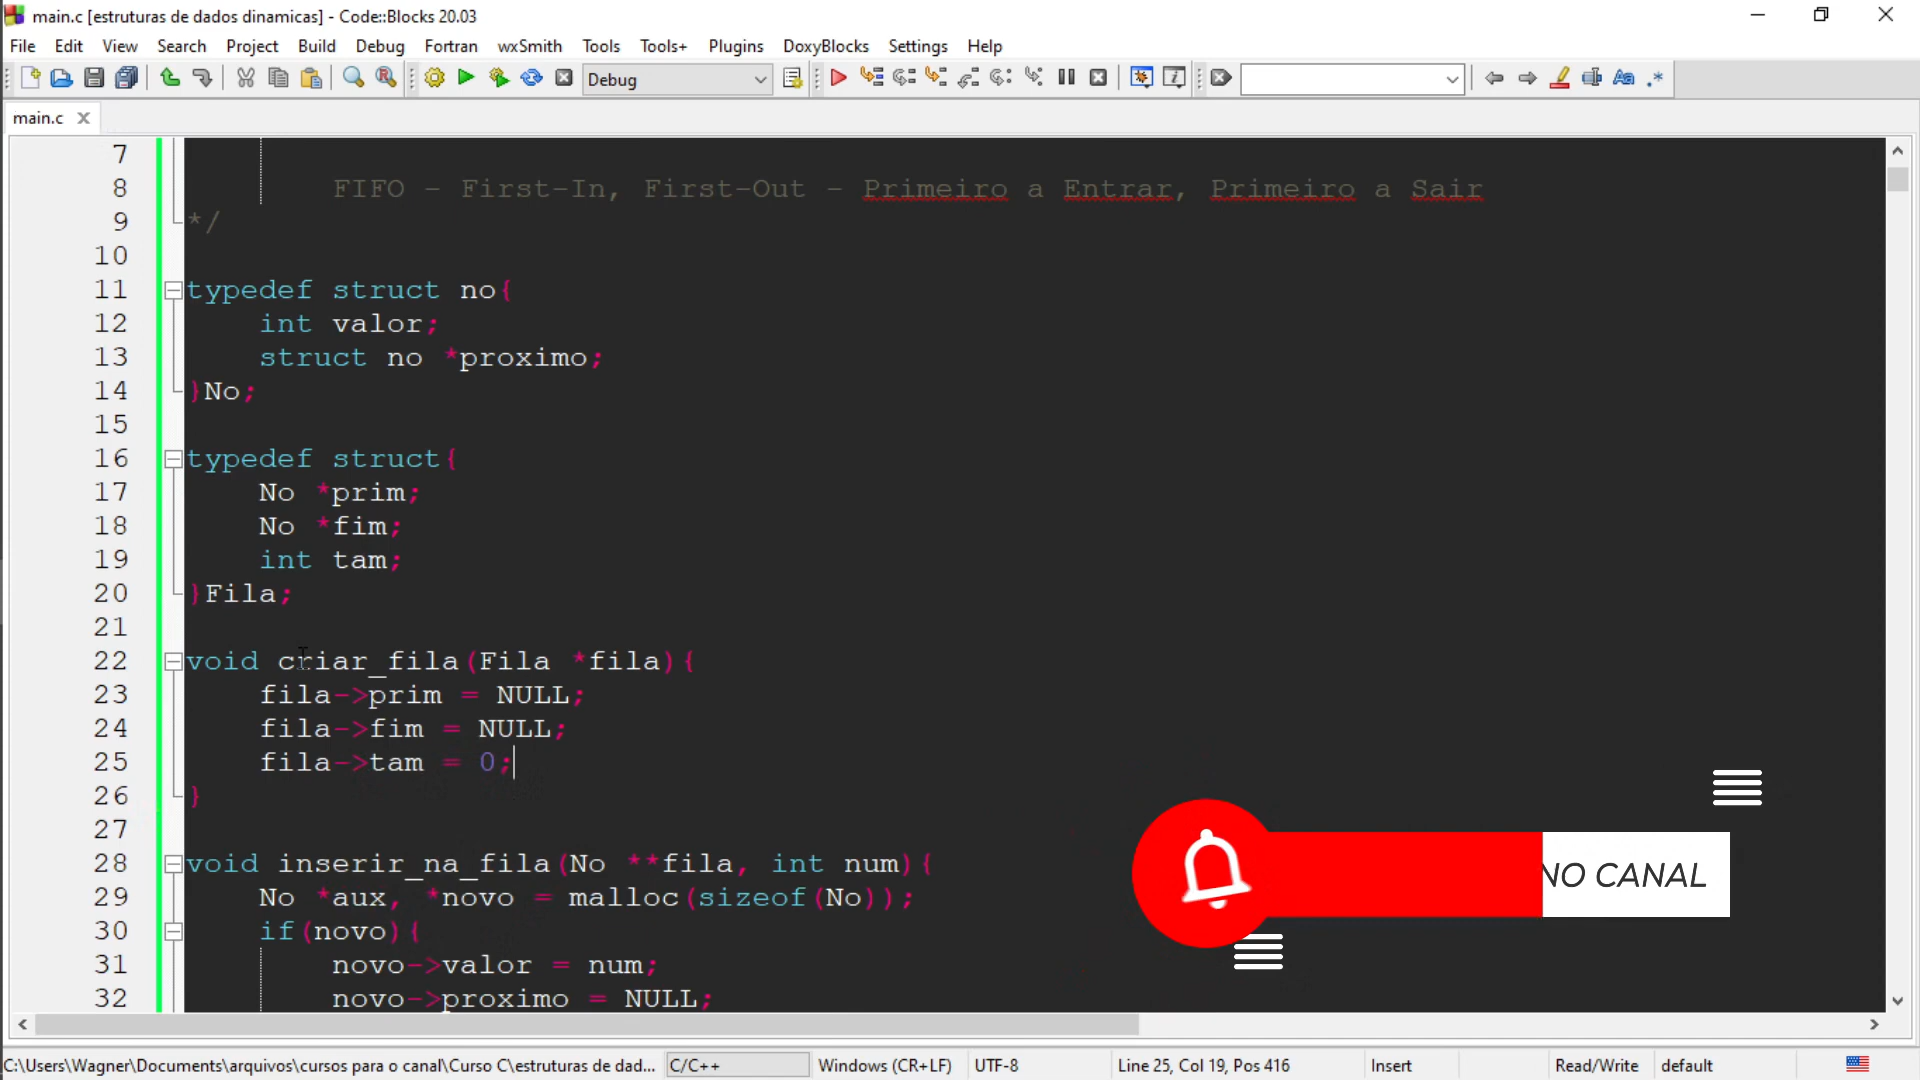 main.c [estruturas de dados dinamicas] - Code::Blocks 20.03
File Edit View Search Project Build Debug Fortran wxSmith Tools Tools+ Plugins DoxyBlocks Settings Help
Debug
main.c
7
8 FIFO - First-In, First-Out - Primeiro a Entrar, Primeiro a Sair
9 */
10
11 typedef struct no{
12 int valor;
13 struct no *proximo;
14 }No;
15
16 typedef struct{
17 No *prim;
18 No *fim;
19 int tam;
20 }Fila;
21
22 void criar_fila(Fila *fila){
23 fila->prim = NULL;
24 fila->fim = NULL;
25 fila->tam = 0;
26 }
27
28 void inserir_na_fila(No **fila, int num){
29 No *aux, *novo = malloc(sizeof(No));
30 if(novo){
31 novo->valor = num;
32 novo->proximo = NULL;
NO CANAL
C:\Users\Wagner\Documents\arquivos\cursos para o canal\Curso C\estruturas de dad... C/C++ Windows (CR+LF) UTF-8 Line 25, Col 19, Pos 416 Insert Read/Write default